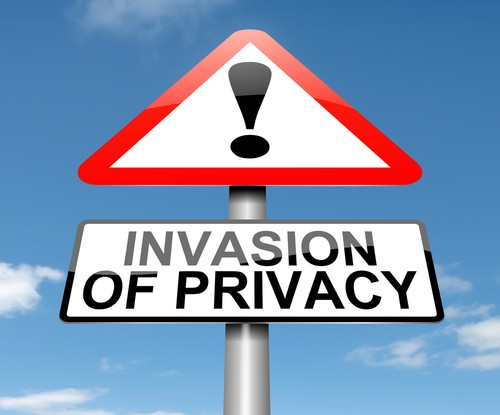 !
INVASION
OF PRIVACY